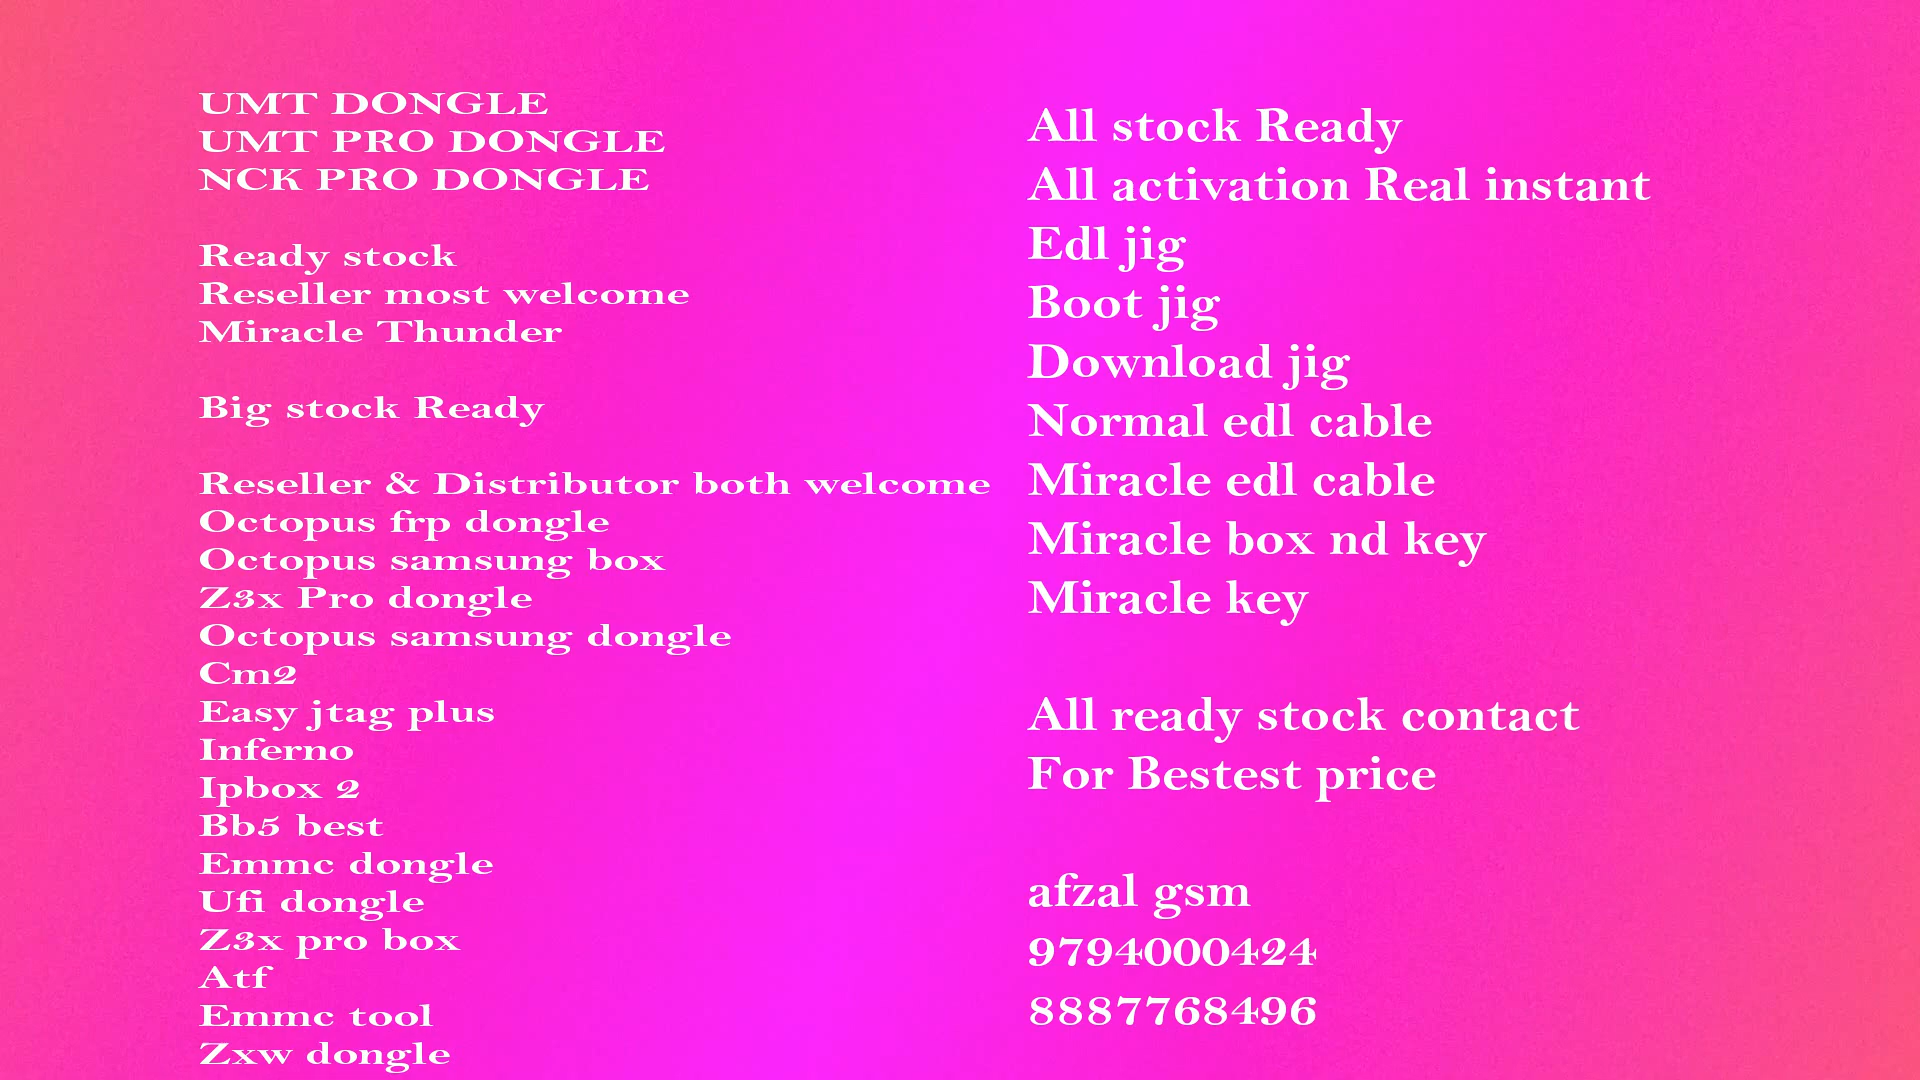 UMT DONGLE
UMT PRO DONGLE
NCK PRO DONGLE
Ready stock
Reseller most welcome
Miracle Thunder
Big stock Ready
Reseller & Distributor both welcome
Octopus frp dongle
Octopus samsung box
Z3x Pro dongle
Octopus samsung dongle
Cm2
Easy jtag plus
Inferno
Ipbox 2
Bb5 best
Emmc dongle
Ufi dongle
Z3x pro box
Atf
Emmc tool
Zxw dongle
All stock Ready
All activation Real instant
Edl jig
Boot jig
Download jig
Normal edl cable
Miracle edl cable
Miracle box nd key
Miracle key
All ready stock contact
For Bestest price
afzal gsm
9794000424
8887768496